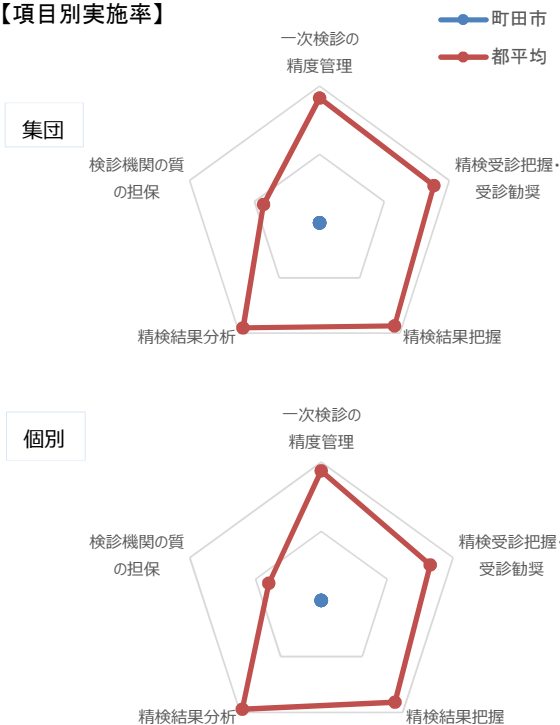 【項目別実施率】
町田市
都平均
集団
一次検診の
精度管理
精検受診把握・
受診勧奨
精検結果把握
精検結果分析
検診機関の質
の担保
個別
一次検診の
精度管理
精検受診把握・
受診勧奨
精検結果把握
精検結果分析
検診機関の質
の担保